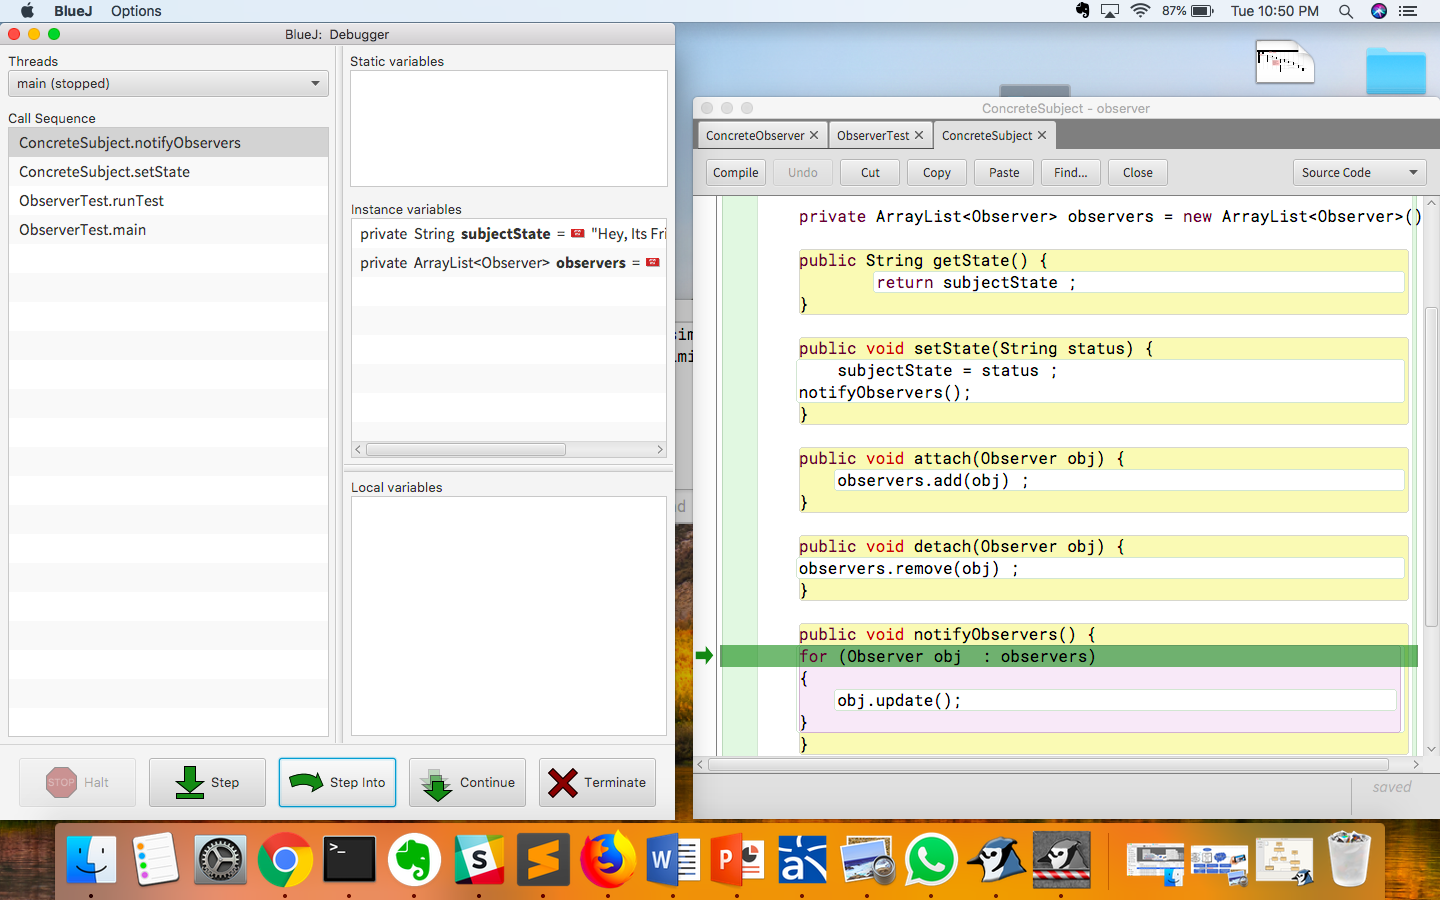 BlueJ Options
87% Tue 10:50 PM
BlueJ: Debugger
Threads
main (stopped)
Call Sequence
ConcreteSubject.notifyObservers
ConcreteSubject.setState
ObserverTest.runTest
ObserverTest.main
Static variables
Instance variables
private String subjectState = "Hey, Its Fri
private ArrayList<Observer> observers =
Local variables
Halt
Step
Step Into
Continue
Terminate
ConcreteSubject - observer
ConcreteObserver ObserverTest ConcreteSubject
Compile Undo Cut Copy Paste Find... Close Source Code
private ArrayList<Observer> observers = new ArrayList<Observer>()
public String getState() {
return subjectState ;
}
public void setState(String status) {
subjectState = status ;
notifyObservers();
}
public void attach(Observer obj) {
observers.add(obj) ;
}
public void detach(Observer obj) {
observers.remove(obj) ;
}
public void notifyObservers() {
for (Observer obj : observers)
{
obj.update();
}
}
saved